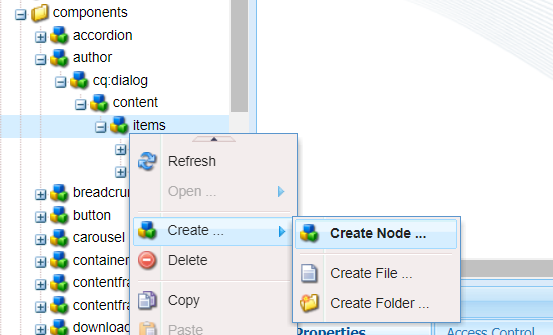 components
accordion
author
cq:dialog
content
items
Refresh
Open ...
breadcrum
button
carousel
Create ...
Create Node ...
container
Delete
contentfra
Create File ...
contentfra
Copy
Create Folder ...
download
Paste
Properties
Access Control